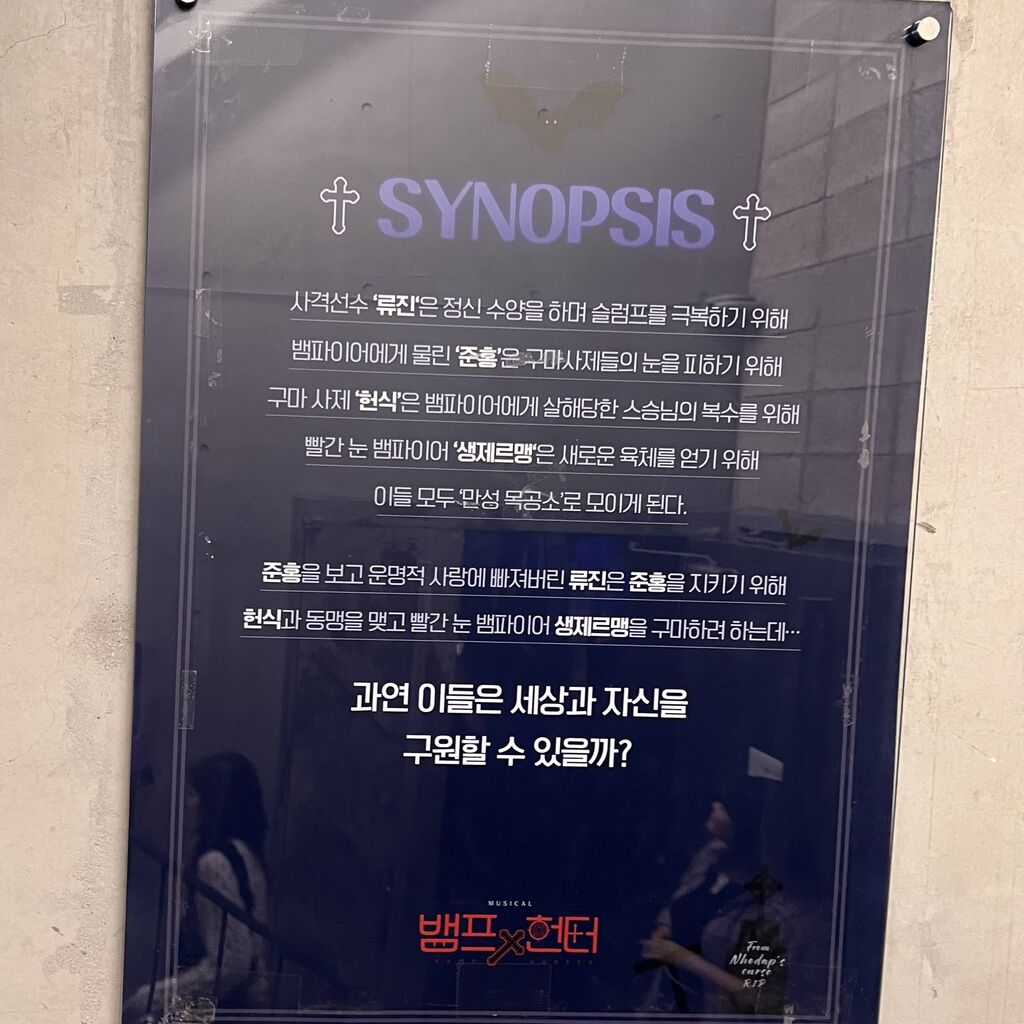 SYNOPSIS
사격선수 ‘류진‘은 정신 수양을 하며 슬럼프를 극복하기 위해
뱀파이어에게 물린 ‘준홍’은 구마사제들의 눈을 피하기 위해
구마 사제 ‘헌식’은 뱀파이어에게 살해당한 스승님의 복수를 위해
빨간 눈 뱀파이어 ‘생제르맹‘은 새로운 육체를 얻기 위해
이들 모두 ‘만성 목공소’로 모이게 된다.
준홍을 보고 운명적 사랑에 빠져버린 류진은 준홍을 지키기 위해
헌식과 동맹을 맺고 빨간 눈 뱀파이어 생제르맹을 구마하려 하는데…
과연 이들은 세상과 자신을
구원할 수 있을까?
MUSICAL
뱀프X헌터
VAMP HUNTER
From
Nhodap's
curse
R.I.P